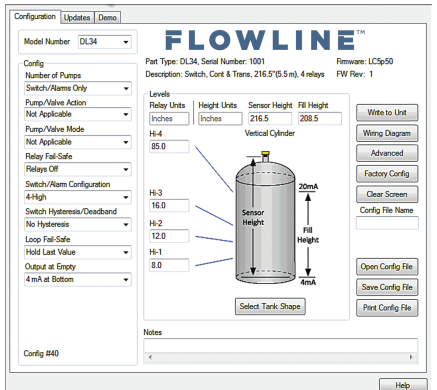 Configuration Updates Demo
Model Number DL34
FLOWLINE™
Part Type: DL34, Serial Number: 1001 Firmware: LC5p50
Description: Switch, Cont & Trans, 216.5"(5.5 m), 4 relays FW Rev: 1
Config
Number of Pumps
Switch/Alarms Only
Pump/Valve Action
Not Applicable
Pump/Valve Mode
Not Applicable
Relay Fail-Safe
Relays Off
Switch/Alarm Configuration
4-High
Switch Hysteresis/Deadband
No Hysteresis
Loop Fail-Safe
Hold Last Value
Output at Empty
4 mA at Bottom
Config #40
Levels
Relay Units Height Units Sensor Height Fill Height
Inches Inches 216.5 208.5
Vertical Cylinder
Hi-4
85.0
Hi-3
16.0
Hi-2
12.0
Hi-1
8.0
20mA
Sensor
Height
Fill
Height
4mA
Select Tank Shape
Write to Unit
Wiring Diagram
Advanced
Factory Config
Clear Screen
Config File Name
Open Config File
Save Config File
Print Config File
Notes
Help